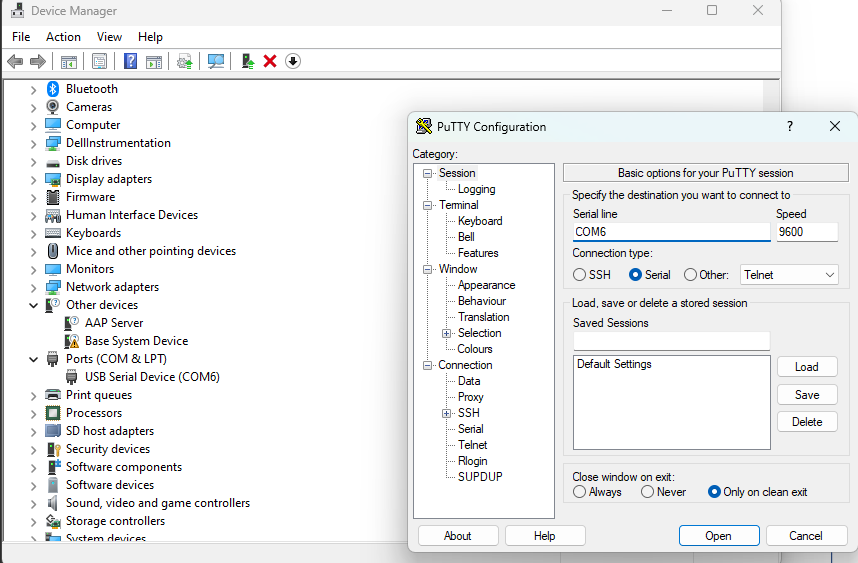 Device Manager
File Action View Help
Bluetooth
Cameras
Computer
DellInstrumentation
Disk drives
Display adapters
Firmware
Human Interface Devices
Keyboards
Mice and other pointing devices
Monitors
Network adapters
Other devices
AAP Server
Base System Device
Ports (COM & LPT)
USB Serial Device (COM6)
Print queues
Processors
SD host adapters
Security devices
Software components
Software devices
Sound, video and game controllers
Storage controllers
System devices
PuTTY Configuration
Category:
Session
Logging
Terminal
Keyboard
Bell
Features
Window
Appearance
Behaviour
Translation
Selection
Colours
Connection
Data
Proxy
SSH
Serial
Telnet
Rlogin
SUPDUP
Basic options for your PuTTY session
Specify the destination you want to connect to
Serial line Speed
COM6 9600
Connection type:
SSH Serial Other: Telnet
Load, save or delete a stored session
Saved Sessions
Default Settings
Load
Save
Delete
Close window on exit:
Always Never Only on clean exit
About Help Open Cancel